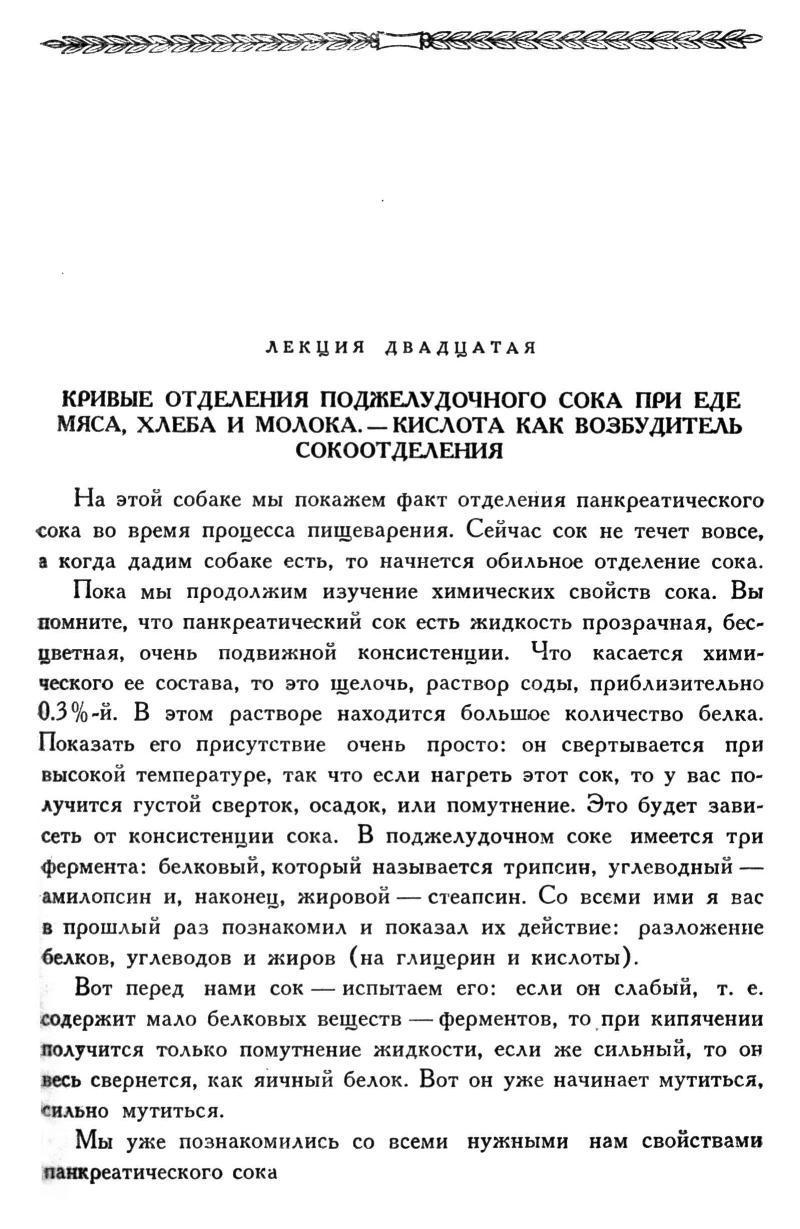 ЛЕКЦИЯ ДВАДЦАТАЯ
КРИВЫЕ ОТДЕЛЕНИЯ ПОДЖЕЛУДОЧНОГО СОКА ПРИ ЕДЕ
МЯСА, ХЛЕБА И МОЛОКА. — КИСЛОТА КАК ВОЗБУДИТЕЛЬ
СОКООТДЕЛЕНИЯ
На этой собаке мы покажем факт отделения панкреатического
сока во время процесса пищеварения. Сейчас сок не течет вовсе,
а когда дадим собаке есть, то начнется обильное отделение сока.
Пока мы продолжим изучение химических свойств сока. Вы
помните, что панкреатический сок есть жидкость прозрачная, бес-
цветная, очень подвижной консистенции. Что касается хими-
ческого ее состава, то это щелочь, раствор соды, приблизительно
0.3%-й. В этом растворе находится большое количество белка.
Показать его присутствие очень просто: он свертывается при
высокой температуре, так что если нагреть этот сок, то у вас по-
лучится густой сверток, осадок, или помутнение. Это будет зави-
сеть от консистенции сока. В поджелудочном соке имеется три
фермента: белковый, который называется трипсин, углеводный —
амилопсин и, наконец, жировой — стеапсин. Со всеми ими я вас
в прошлый раз познакомил и показал их действие: разложение
белков, углеводов и жиров (на глицерин и кислоты).
Вот перед нами сок — испытаем его: если он слабый, т. е.
содержит мало белковых веществ — ферментов, то при кипячении
получится только помутнение жидкости, если же сильный, то он
весь свернется, как яичный белок. Вот он уже начинает мутиться,
сильно мутиться.
Мы уже познакомились со всеми нужными нам свойствами
панкреатического сока